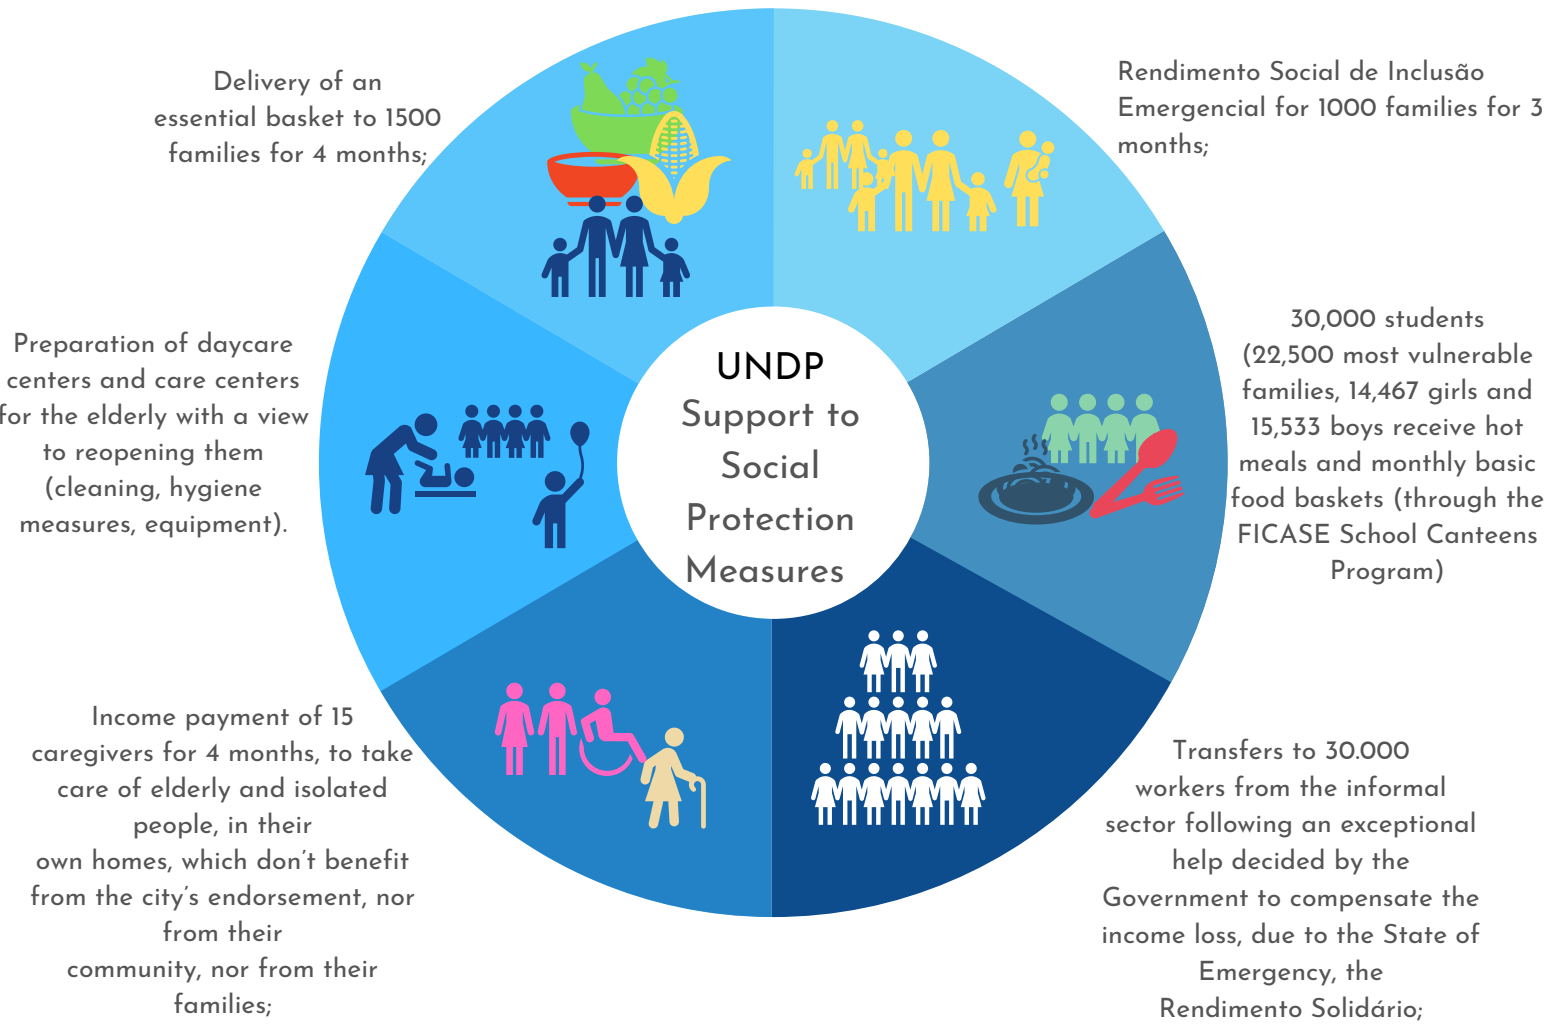 Delivery of an
essential basket to 1500
families for 4 months;
Rendimento Social de Inclusão
Emergencial for 1000 families for 3
months;
Preparation of daycare
centers and care centers
for the elderly with a view
to reopening them
(cleaning, hygiene
measures, equipment).
UNDP
Support to
Social
Protection
Measures
30,000 students
(22,500 most vulnerable
families, 14,467 girls and
15,533 boys receive hot
meals and monthly basic
food baskets (through the
FICASE School Canteens
Program)
Income payment of 15
caregivers for 4 months, to take
care of elderly and isolated
people, in their
own homes, which don't benefit
from the city's endorsement, nor
from their
community, nor from their
families;
Transfers to 30.000
workers from the informal
sector following an exceptional
help decided by the
Government to compensate the
income loss, due to the State of
Emergency, the
Rendimento Solidário;